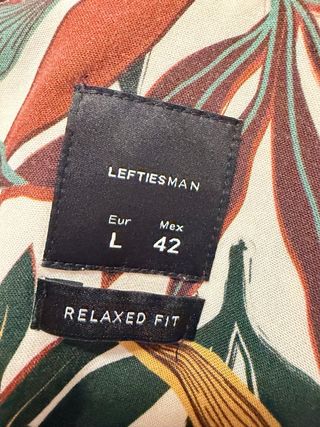 LEFTIESMAN
Eur Mex
L 42
RELAXED FIT